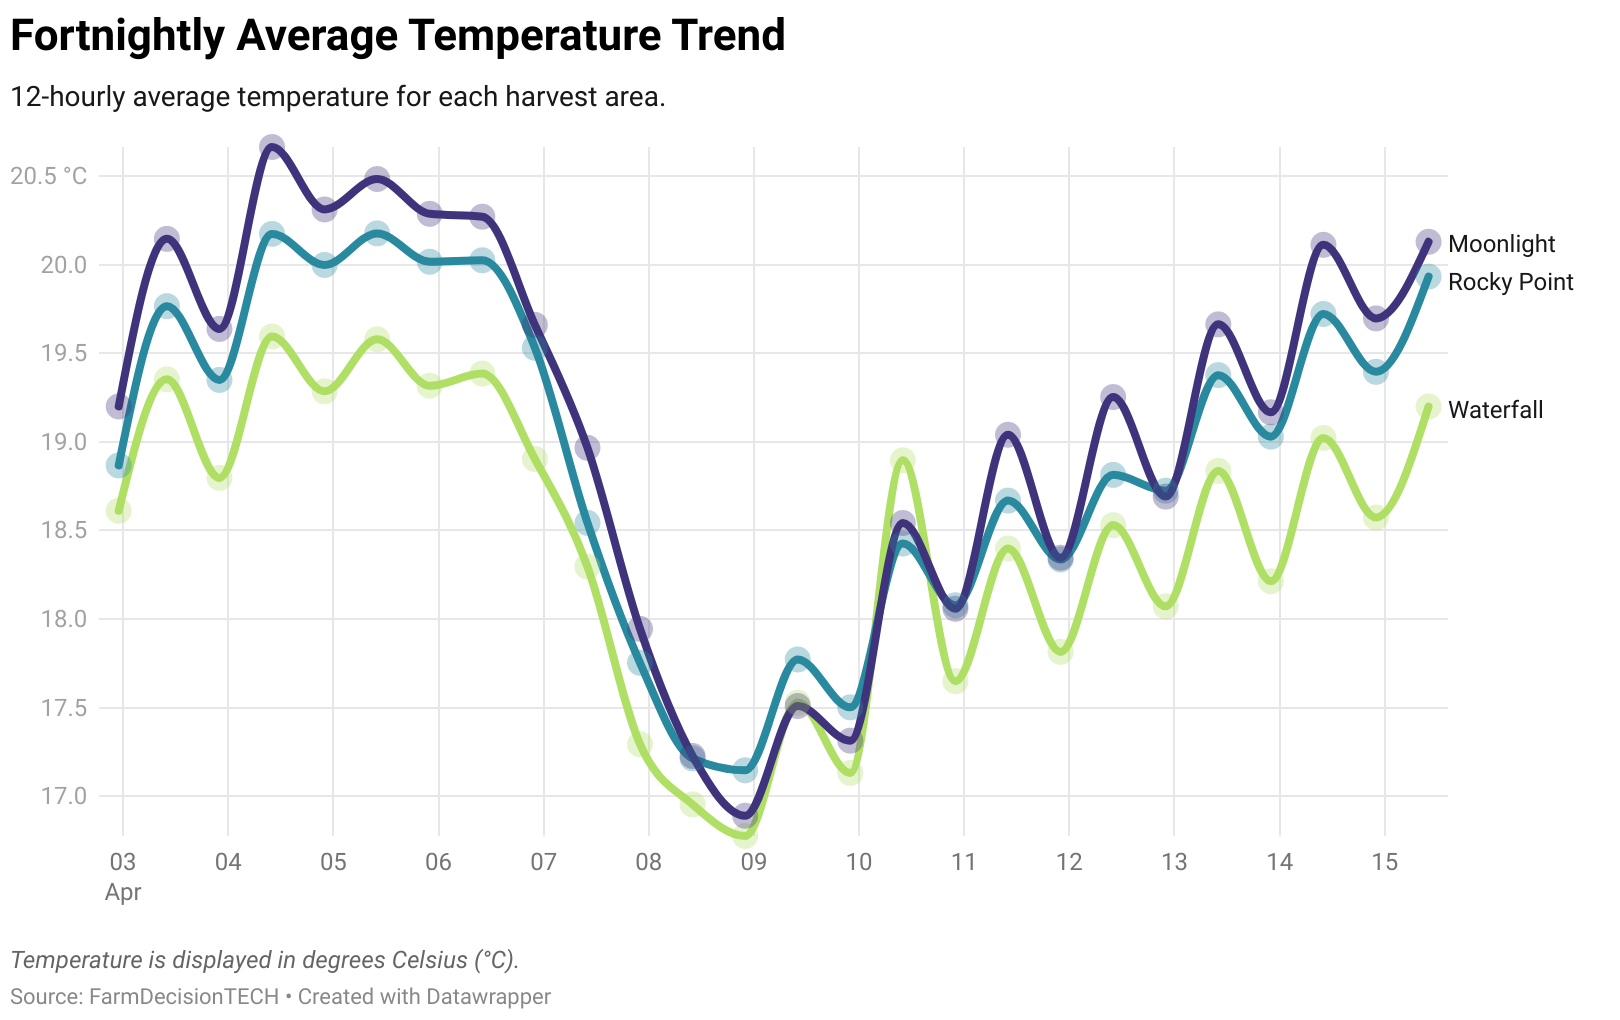 Fortnightly Average Temperature Trend
12-hourly average temperature for each harvest area.
20.5 °C
20.0
19.5
19.0
18.5
18.0
17.5
17.0
Moonlight
Rocky Point
Waterfall
03 04 05 06 07 08 09 10 11 12 13 14 15
Apr
Temperature is displayed in degrees Celsius (°C).
Source: FarmDecisionTECH • Created with Datawrapper